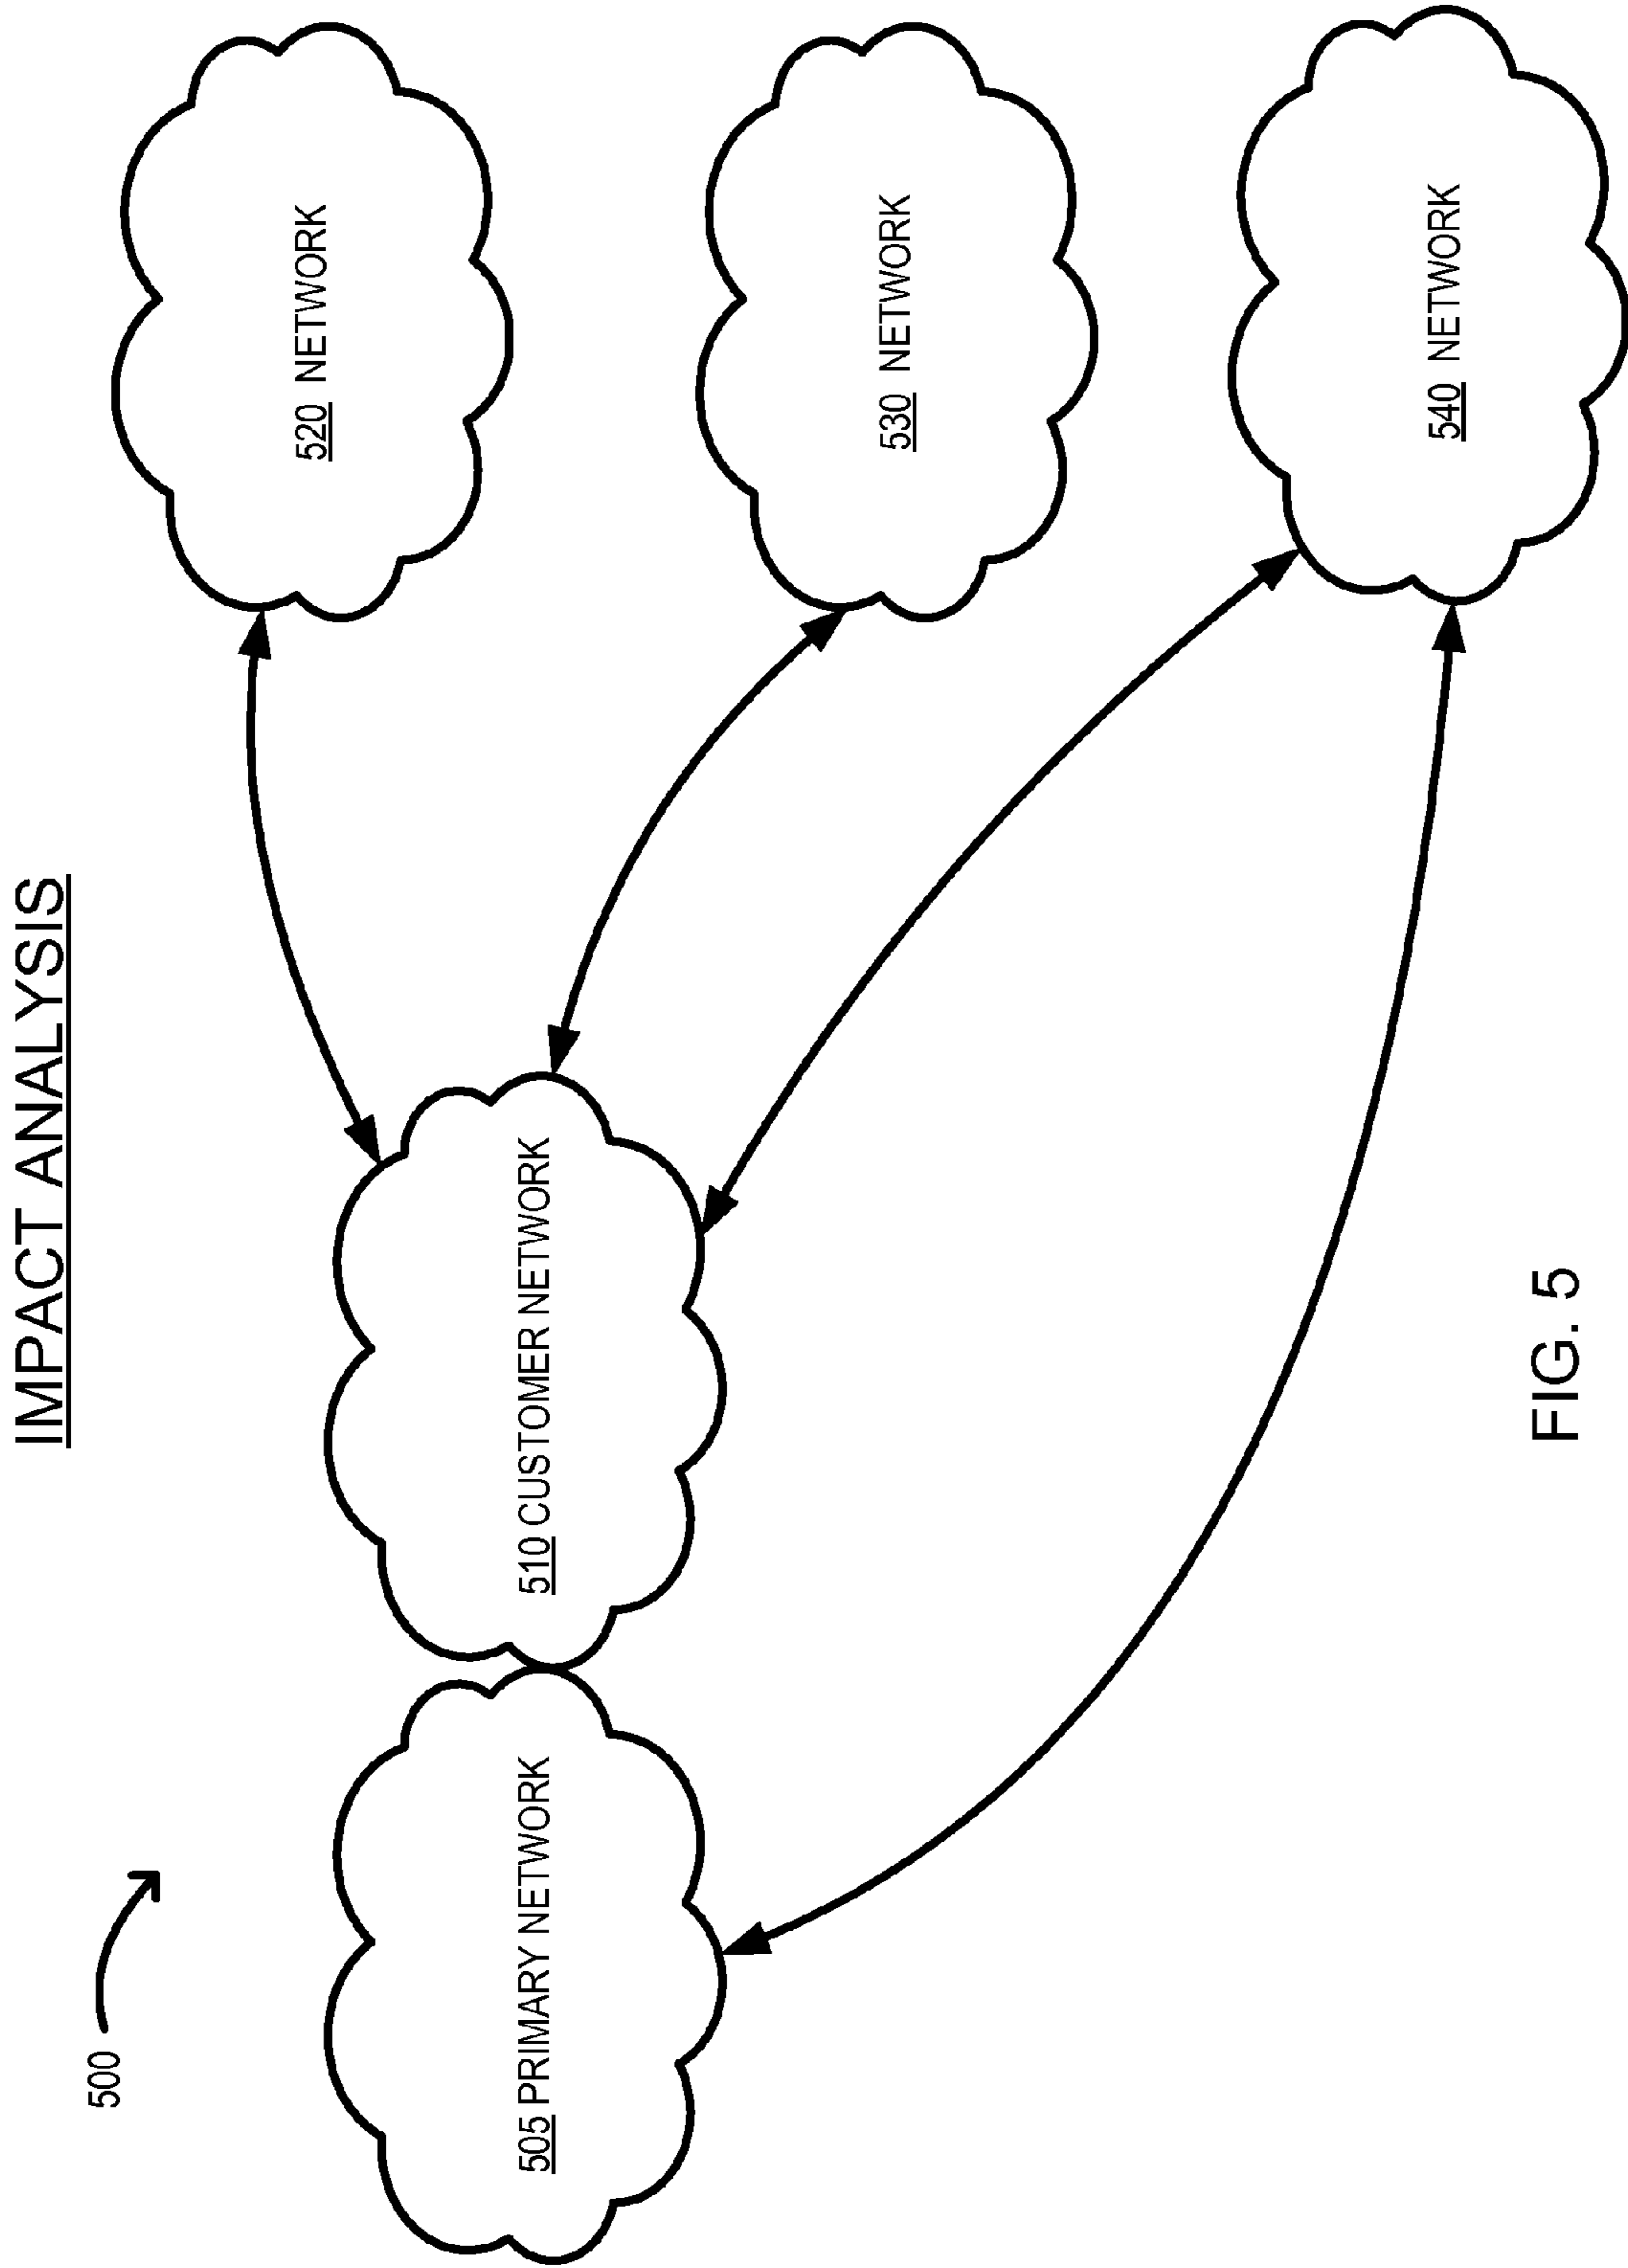 IMPACT ANALYSIS
500
520 NETWORK
505 PRIMARY NETWORK
510 CUSTOMER NETWORK
530 NETWORK
540 NETWORK
FIG. 5